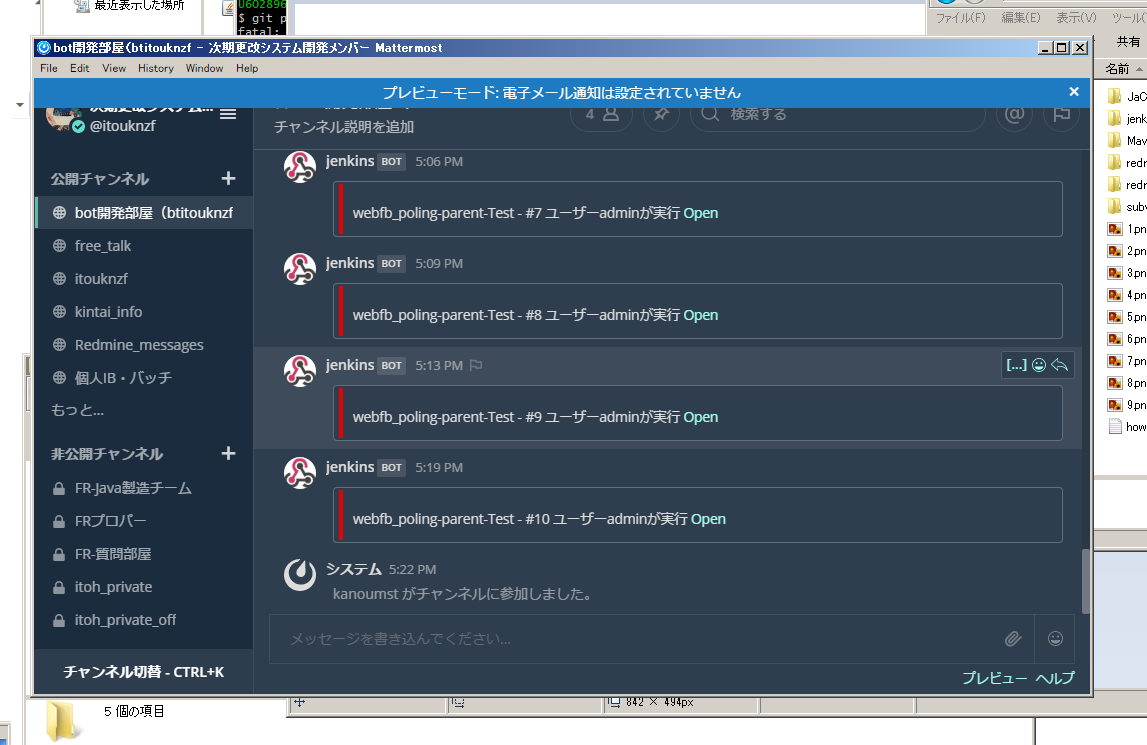 最近表示した場所
U602896
$ git p
fatal:
ファイル(F) 編集(E) 表示(V) ツール(
共有
名前
JaC
jenk
Mav
redn
redn
subv
1.pn
2.pn
3.pn
4.pn
5.pn
6.pn
7.pn
8.pn
9.pn
how
bot開発部屋(btitouknzf - 次期更改システム開発メンバー Mattermost
File Edit View History Window Help
プレビューモード: 電子メール通知は設定されていません
次期更改システム...
@itouknzf
チャンネル説明を追加
4
検索する
公開チャンネル
bot開発部屋（btitouknzf
free_talk
itouknzf
kintai_info
Redmine_messages
個人IB・バッチ
もっと...
非公開チャンネル
FR-Java製造チーム
FRプロパー
FR-質問部屋
itoh_private
itoh_private_off
チャンネル切替 - CTRL+K
jenkins BOT 5:06 PM
webfb_poling-parent-Test - #7 ユーザーadminが実行 Open
jenkins BOT 5:09 PM
webfb_poling-parent-Test - #8 ユーザーadminが実行 Open
jenkins BOT 5:13 PM
[...]
webfb_poling-parent-Test - #9 ユーザーadminが実行 Open
jenkins BOT 5:19 PM
webfb_poling-parent-Test - #10 ユーザーadminが実行 Open
システム 5:22 PM
kanoumst がチャンネルに参加しました。
メッセージを書き込んでください...
プレビュー ヘルプ
5 個の項目
842 × 494px